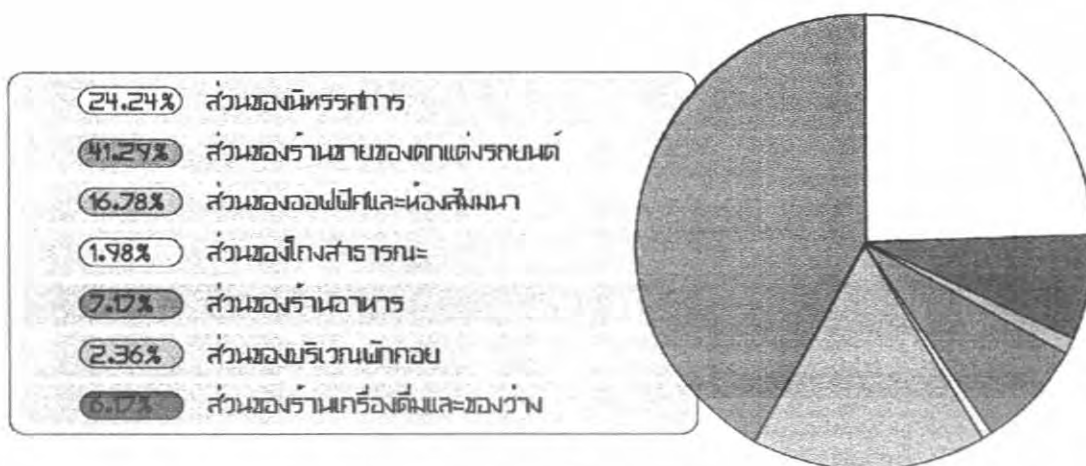 24.24% ส่วนของนิทรรศการ
41.29% ส่วนของร้านขายของตกแต่งรถยนต์
16.78% ส่วนของออฟฟิศและห้องสัมมนา
1.98% ส่วนของโถงสาธารณะ
7.17% ส่วนของร้านอาหาร
2.36% ส่วนของบริเวณพักคอย
6.17% ส่วนของร้านเครื่องดื่มและของว่าง